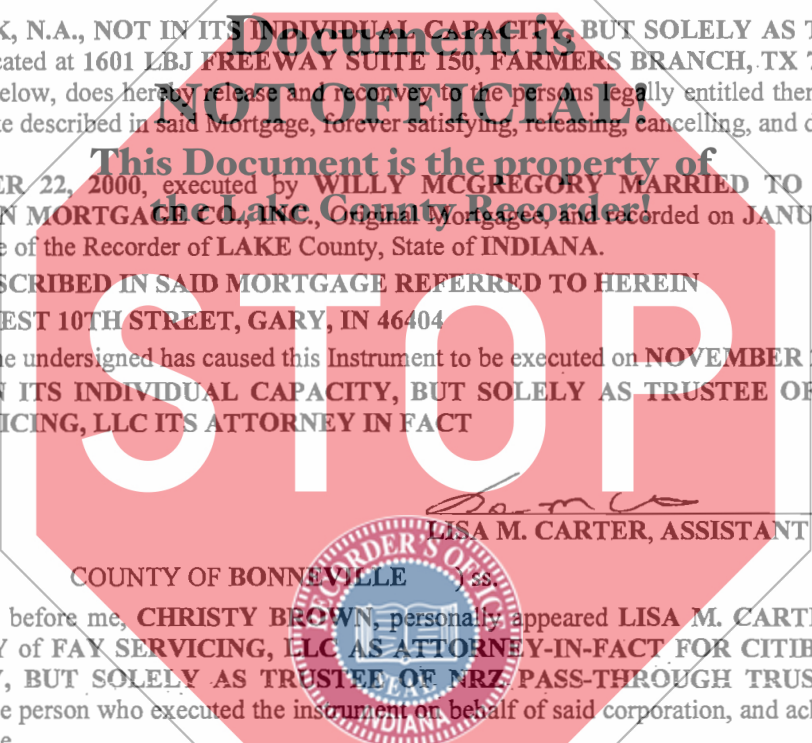 K, N.A., NOT IN ITS INDIVIDUAL CAPACITY, BUT SOLELY AS T
Document is
cated at 1601 LBJ FREEWAY SUITE 150, FARMERS BRANCH, TX 7
elow, does hereby release and reconvey to the persons legally entitled ther
NOT OFFICIAL!
te described in said Mortgage, forever satisfying, releasing, cancelling, and d
This Document is the property of
ER 22, 2000, executed by WILLY MCGREGORY MARRIED TO
the Lake County Recorder!
N MORTGAGE CO., INC., Original Mortgagee, and recorded on JANU
e of the Recorder of LAKE County, State of INDIANA.
SCRIBED IN SAID MORTGAGE REFERRED TO HEREIN
EST 10TH STREET, GARY, IN 46404
STOP
ne undersigned has caused this Instrument to be executed on NOVEMBER
N ITS INDIVIDUAL CAPACITY, BUT SOLELY AS TRUSTEE OF
ICING, LLC ITS ATTORNEY IN FACT
LISA M. CARTER, ASSISTANT
RECORDER'S OFFICE
COUNTY OF BONNEVILLE ) ss.
before me, CHRISTY BROWN, personally appeared LISA M. CART
Y of FAY SERVICING, LLC AS ATTORNEY-IN-FACT FOR CITIB
Y, BUT SOLELY AS TRUSTEE OF NRZ PASS-THROUGH TRUS
SEAL
e person who executed the instrument on behalf of said corporation, and ack
INDIANA